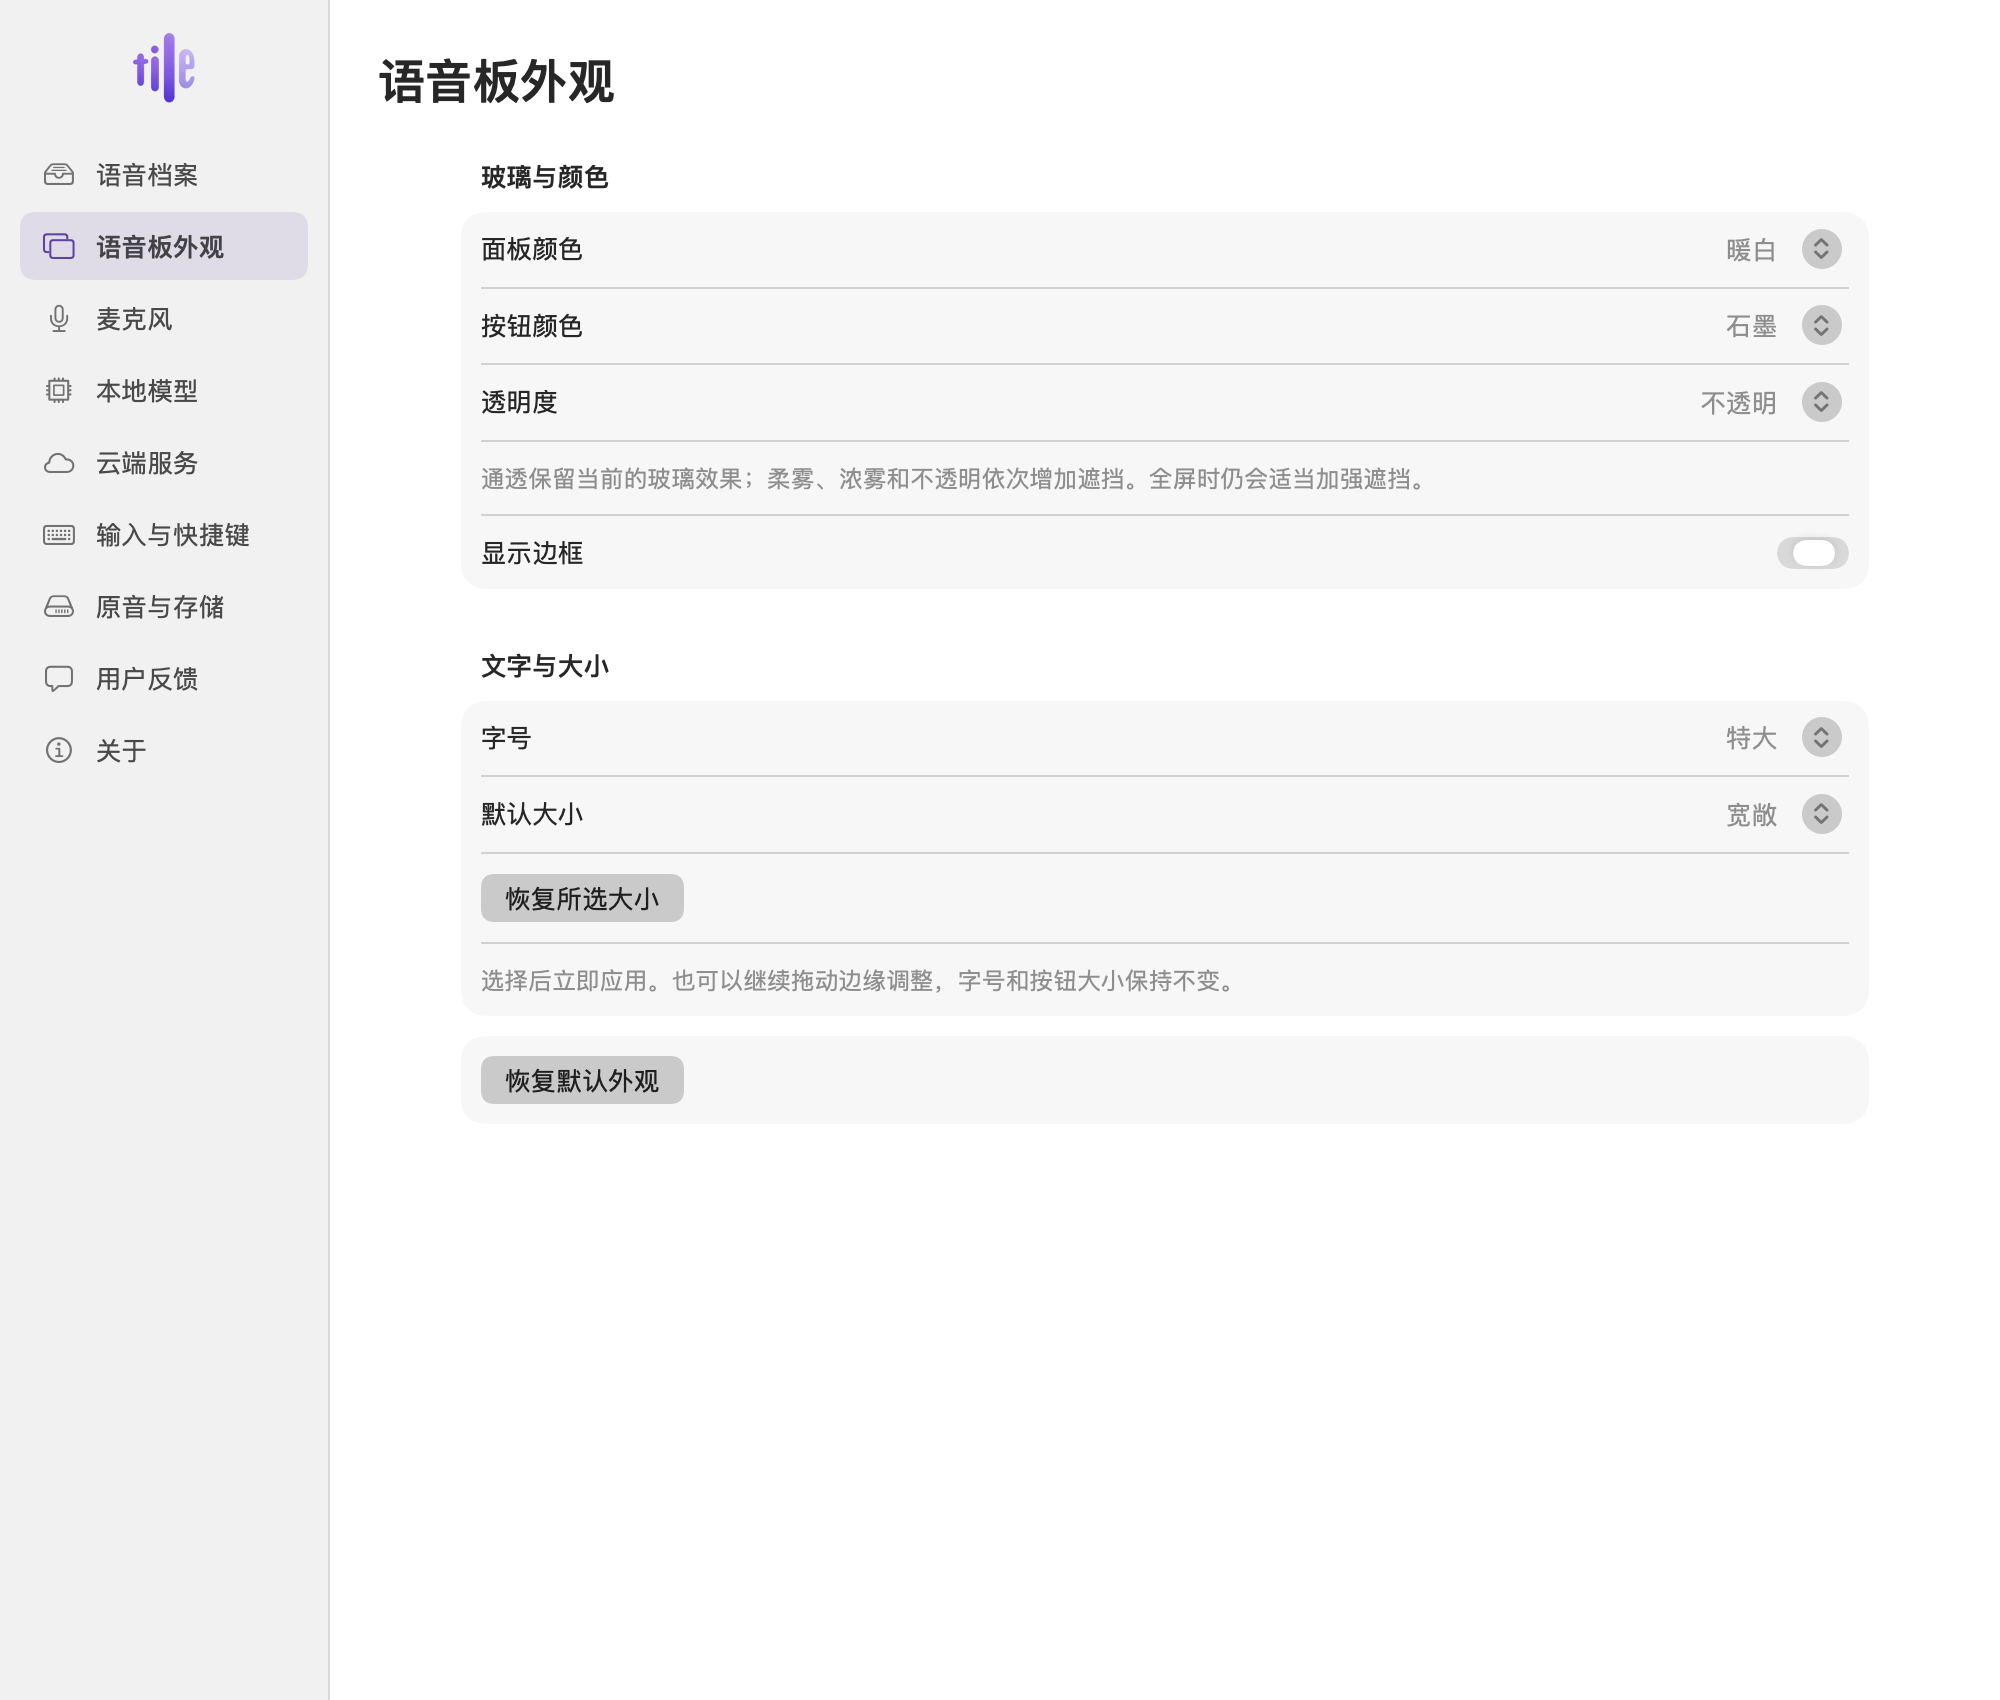 tile
语音档案
语音板外观
麦克风
本地模型
云端服务
输入与快捷键
原音与存储
用户反馈
关于
语音板外观
玻璃与颜色
面板颜色 暖白
按钮颜色 石墨
透明度 不透明
通透保留当前的玻璃效果；柔雾、浓雾和不透明依次增加遮挡。全屏时仍会适当加强遮挡。
显示边框
文字与大小
字号 特大
默认大小 宽敞
恢复所选大小
选择后立即应用。也可以继续拖动边缘调整，字号和按钮大小保持不变。
恢复默认外观